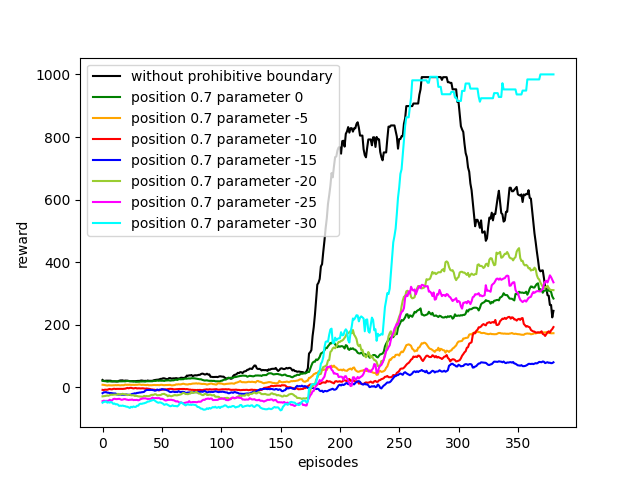 1000
800
600
400
200
0
reward
without prohibitive boundary
position 0.7 parameter 0
position 0.7 parameter -5
position 0.7 parameter -10
position 0.7 parameter -15
position 0.7 parameter -20
position 0.7 parameter -25
position 0.7 parameter -30
0 50 100 150 200 250 300 350
episodes